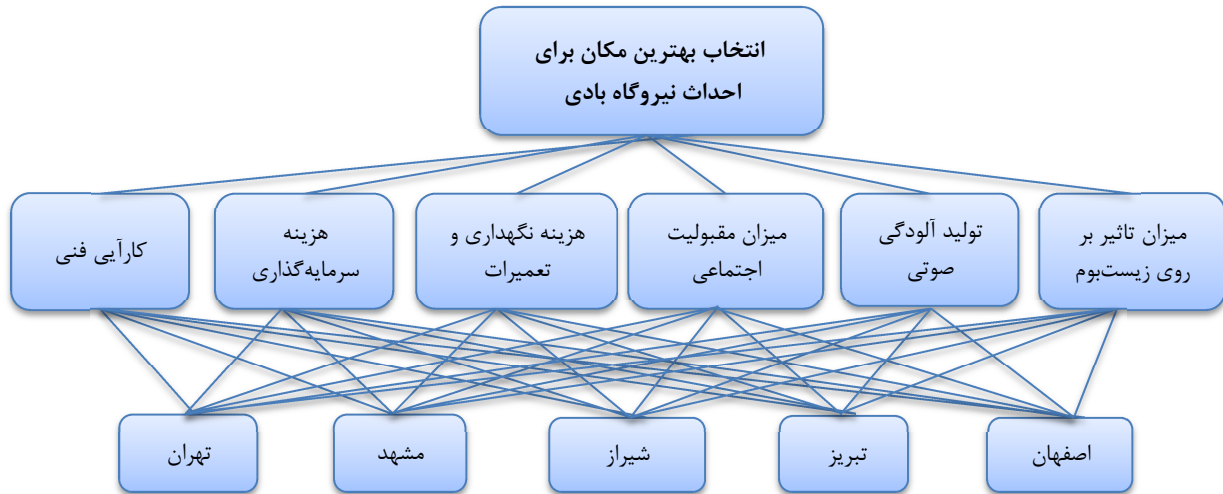 انتخاب بهترین مکان برای
احداث نیروگاه بادی
میزان تاثیر بر
روی زیست‌بوم
تولید آلودگی
صوتی
میزان مقبولیت
اجتماعی
هزینه نگهداری و
تعمیرات
هزینه
سرمایه‌گذاری
کارآیی فنی
اصفهان
تبریز
شیراز
مشهد
تهران